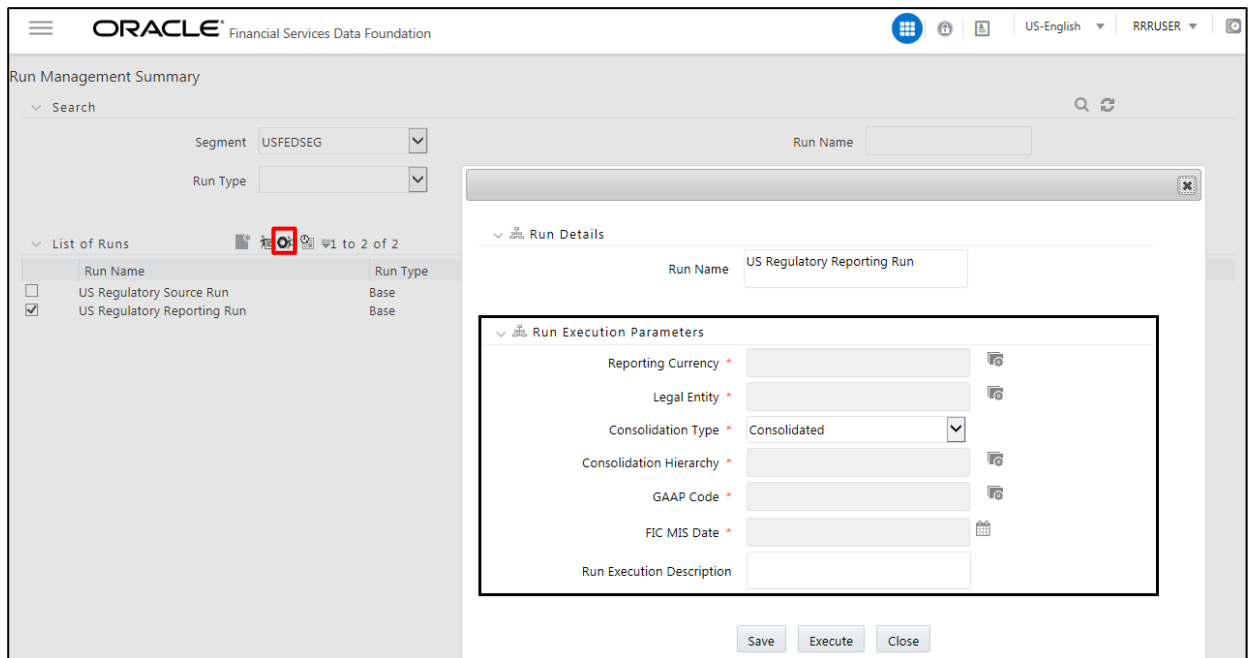 ORACLE® Financial Services Data Foundation US-English RRRUSER
Run Management Summary
Search
Segment USFEDSEG Run Name
Run Type
List of Runs 1 to 2 of 2
Run Name Run Type
US Regulatory Source Run Base
US Regulatory Reporting Run Base
Run Details
Run Name US Regulatory Reporting Run
Run Execution Parameters
Reporting Currency *
Legal Entity *
Consolidation Type * Consolidated
Consolidation Hierarchy *
GAAP Code *
FIC MIS Date *
Run Execution Description
Save Execute Close